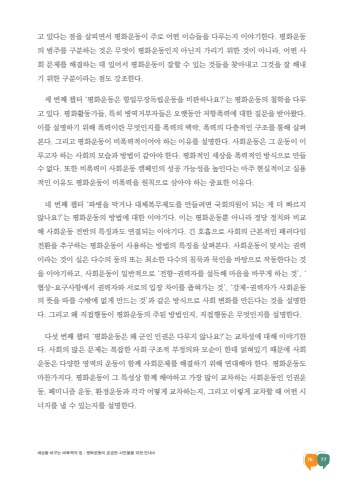 고 있다는 점을 살펴면서 평화운동이 주로 어떤 이슈들을 다루는지 이야기한다. 평화운동
의 범주를 구분하는 것은 무엇이 평화운동인지 아닌지 가리기 위한 것이 아니라, 어떤 사
회 문제를 해결하는 데 있어서 평화운동이 잘할 수 있는 것들을 찾아내고 그것을 잘 해내
기 위한 구분이라는 점도 강조한다.
세 번째 챕터 '평화운동은 항일무장독립운동을 비판하나요?'는 평화운동의 철학을 다루
고 있다. 평화활동가들, 특히 병역거부자들은 오랫동안 저항폭력에 대한 질문을 받아왔다.
이를 설명하기 위해 폭력이란 무엇인지를 폭력의 맥락, 폭력의 다층적인 구조를 통해 살펴
본다. 그리고 평화운동이 비폭력적이어야 하는 이유를 설명한다. 사회운동은 그 운동이 이
루고자 하는 사회의 모습과 방법이 같아야 한다. 평화적인 세상을 폭력적인 방식으로 만들
수 없다. 또한 비폭력이 사회운동 캠페인의 성공 가능성을 높인다는 아주 현실적이고 실용
적인 이유도 평화운동이 비폭력을 원칙으로 삼아야 하는 중요한 이유다.
네 번째 챕터 '파병을 막거나 대체복무제도를 만들려면 국회의원이 되는 게 더 빠르지
않나요?'는 평화운동의 방법에 대한 이야기다. 이는 평화운동뿐 아니라 정당 정치와 비교
해 사회운동 전반의 특징과도 연결되는 이야기다. 긴 호흡으로 사회의 근본적인 패러다임
전환을 추구하는 평화운동이 사용하는 방법의 특징을 살펴본다. 사회운동이 맞서는 권력
이라는 것이 실은 다수의 동의 또는 최소한 다수의 침묵과 묵인을 바탕으로 작동한다는 것
을 이야기하고, 사회운동이 일반적으로 '전향-권력자를 설득해 마음을 바꾸게 하는 것', '
협상-요구사항에서 권력자와 서로의 입장 차이를 좁혀가는 것', '강제-권력자가 사회운동
의 뜻을 따를 수밖에 없게 만드는 것'과 같은 방식으로 사회 변화를 만든다는 것을 설명한
다. 그리고 왜 직접행동이 평화운동의 주된 방법인지, 직접행동은 무엇인지를 설명한다.
다섯 번째 챕터 '평화운동은 왜 군인 인권은 다루지 않나요?'는 교차성에 대해 이야기한
다. 사회의 많은 문제는 복잡한 사회 구조적 부정의와 모순이 한데 얽혀있기 때문에 사회
운동은 다양한 영역의 운동이 함께 사회문제를 해결하기 위해 연대해야 한다. 평화운동도
마찬가지다. 평화운동이 그 특성상 함께 해야하고 가장 많이 교차하는 사회운동인 인권운
동, 페미니즘 운동, 환경운동과 각각 어떻게 교차하는지, 그리고 이렇게 교차할 때 어떤 시
너지를 낼 수 있는지를 설명한다.
세상을 바꾸는 비폭력의 힘 - 평화운동이 궁금한 시민들을 위한 안내서
76 77